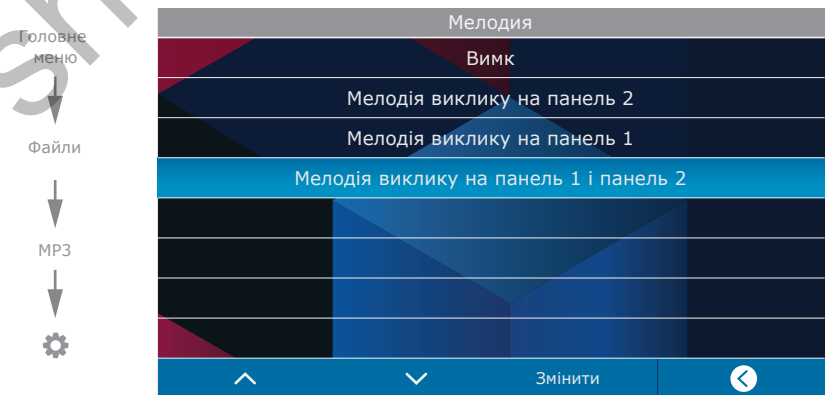 Головне
меню
Файли
MP3
Мелодия
Вимк
Мелодія виклику на панель 2
Мелодія виклику на панель 1
Мелодія виклику на панель 1 і панель 2
Змінити